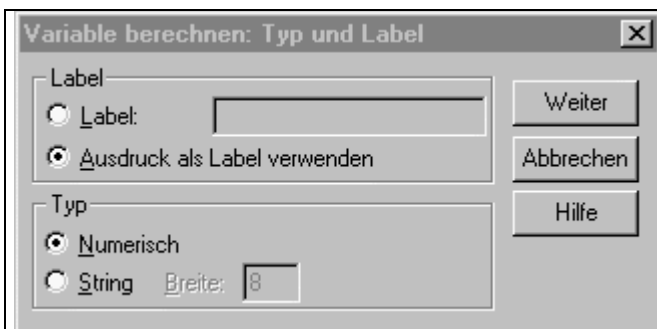 Variable berechnen: Typ und Label
Label
Label:
Ausdruck als Label verwenden
Typ
Numerisch
String Breite: 8
Weiter
Abbrechen
Hilfe